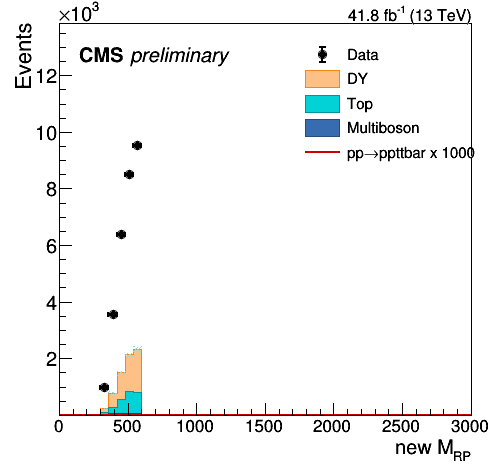 ×10³
41.8 fb⁻¹ (13 TeV)
Events
CMS preliminary
Data
DY
Top
Multiboson
pp→ppttbar x 1000
12
10
8
6
4
2
0 500 1000 1500 2000 2500 3000
new M_RP